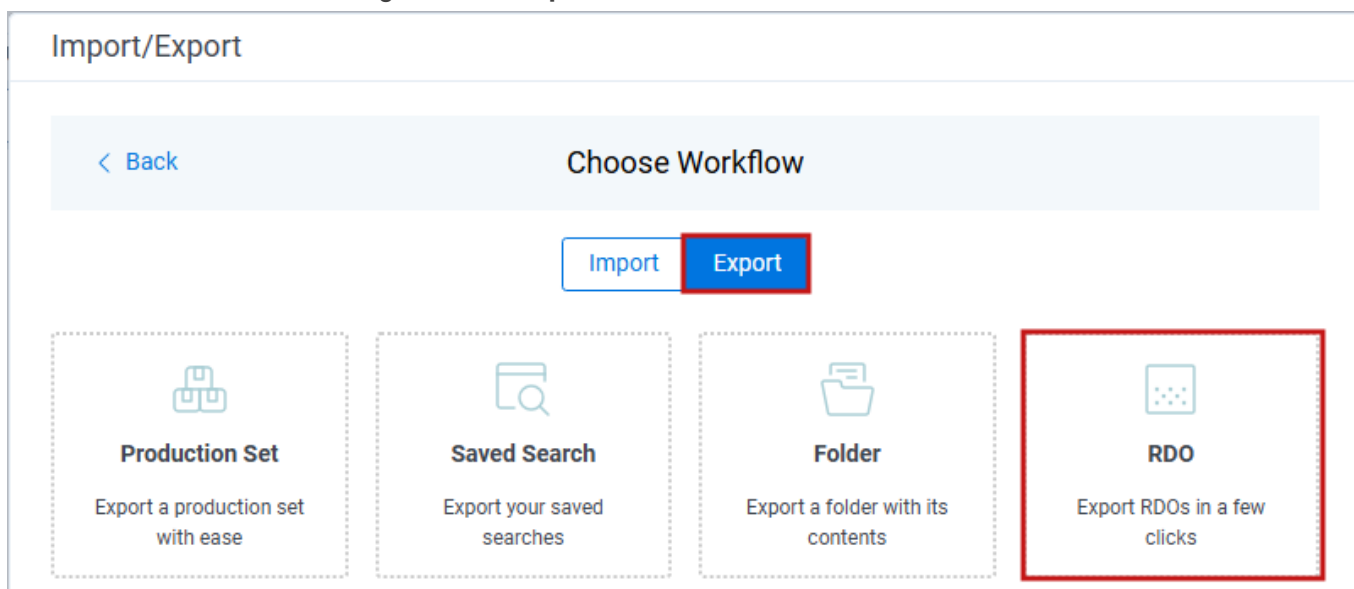 Import/Export
Back
Choose Workflow
Import
Export
Production Set
Export a production set
with ease
Saved Search
Export your saved
searches
Folder
Export a folder with its
contents
RDO
Export RDOs in a few
clicks